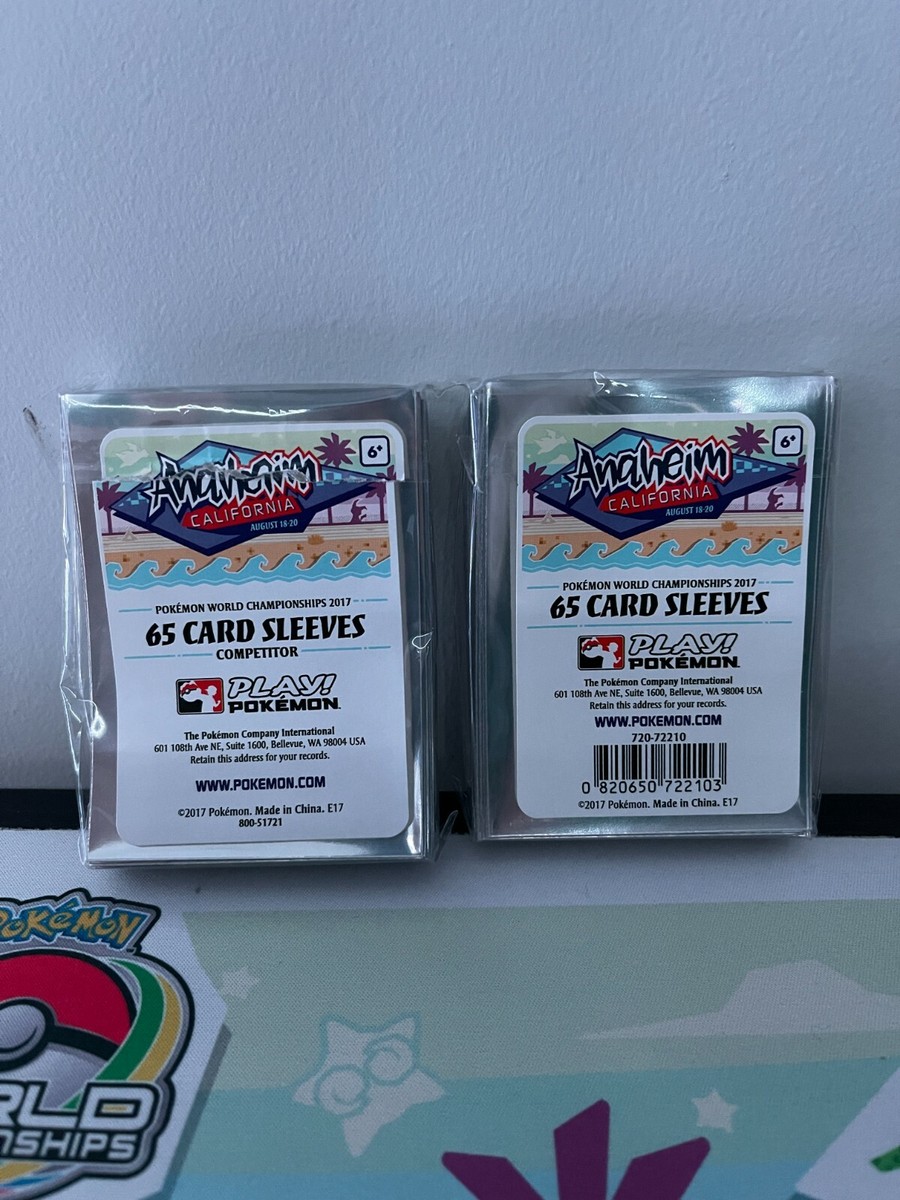 Anaheim
CALIFORNIA
AUGUST 18-20
6+
POKÉMON WORLD CHAMPIONSHIPS 2017
65 CARD SLEEVES
COMPETITOR
PLAY!
POKÉMON
The Pokémon Company International
601 108th Ave NE, Suite 1600, Bellevue, WA 98004 USA
Retain this address for your records.
WWW.POKEMON.COM
©2017 Pokémon. Made in China. E17
800-51721
Anaheim
CALIFORNIA
AUGUST 18-20
6+
POKÉMON WORLD CHAMPIONSHIPS 2017
65 CARD SLEEVES
PLAY!
POKÉMON
The Pokémon Company International
601 108th Ave NE, Suite 1600, Bellevue, WA 98004 USA
Retain this address for your records.
WWW.POKEMON.COM
720-72210
0 820650 722103
©2017 Pokémon. Made in China. E17
POKéMON
RLD
NSHIPS